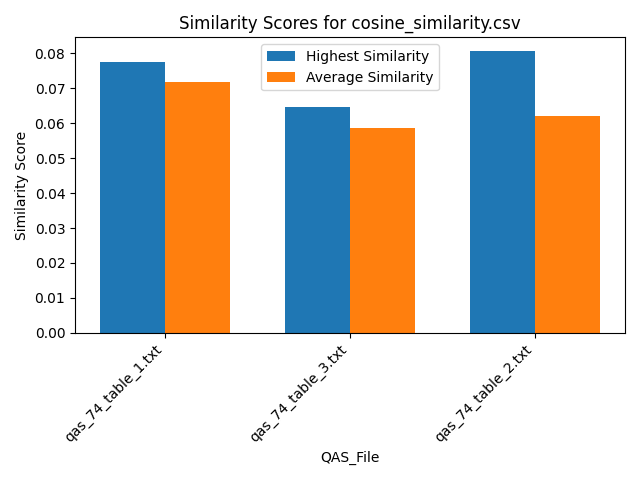 Similarity Scores for cosine_similarity.csv
Highest Similarity
Average Similarity
Similarity Score
0.08
0.07
0.06
0.05
0.04
0.03
0.02
0.01
0.00
qas_74_table_1.txt
qas_74_table_3.txt
qas_74_table_2.txt
QAS_File